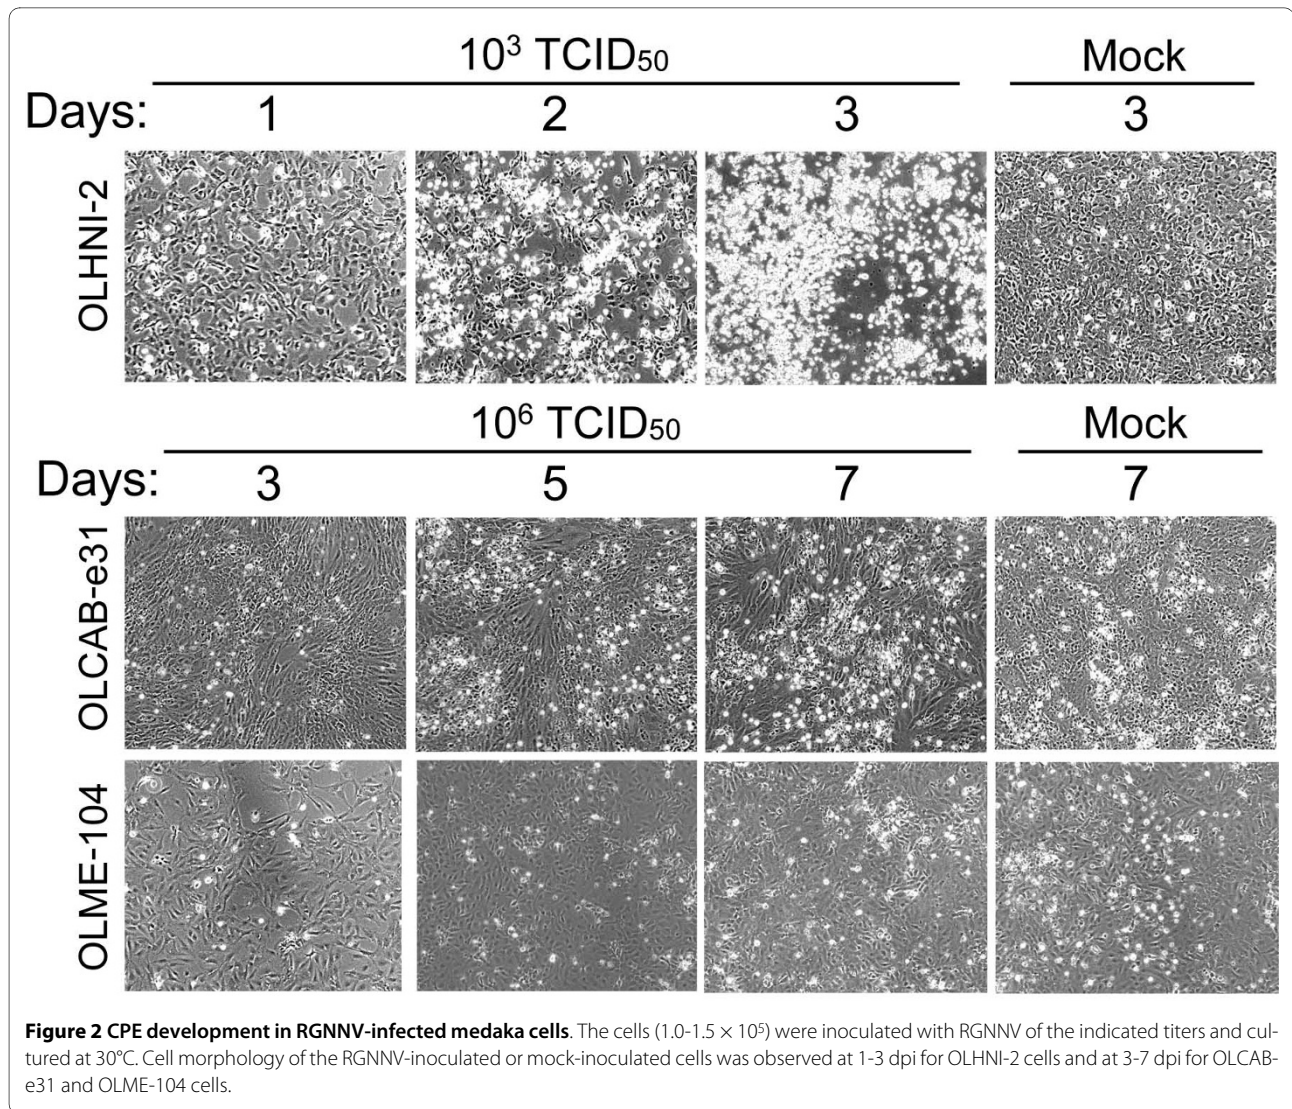 10³ TCID₅₀ Mock
Days: 1 2 3 3
OLHNI-2
10⁶ TCID₅₀ Mock
Days: 3 5 7 7
OLCAB-e31
OLME-104
Figure 2 CPE development in RGNNV-infected medaka cells. The cells (1.0-1.5 × 10⁵) were inoculated with RGNNV of the indicated titers and cul-
tured at 30°C. Cell morphology of the RGNNV-inoculated or mock-inoculated cells was observed at 1-3 dpi for OLHNI-2 cells and at 3-7 dpi for OLCAB-
e31 and OLME-104 cells.